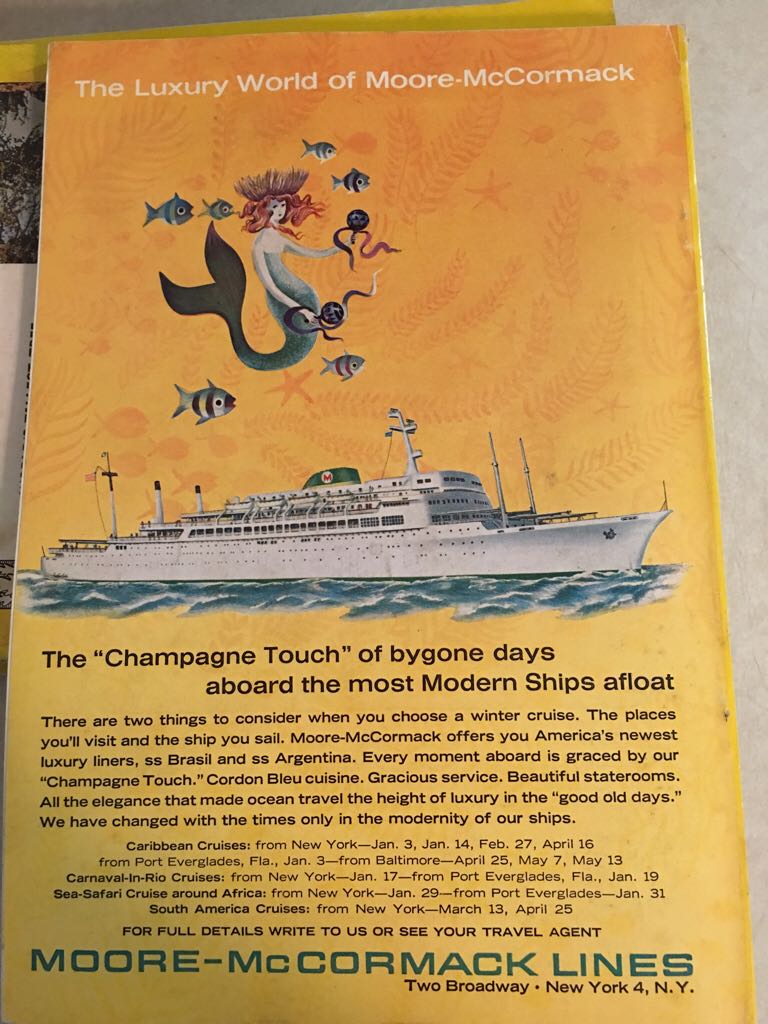 The Luxury World of Moore-McCormack
M
The “Champagne Touch” of bygone days
aboard the most Modern Ships afloat
There are two things to consider when you choose a winter cruise. The places
you’ll visit and the ship you sail. Moore-McCormack offers you America’s newest
luxury liners, ss Brasil and ss Argentina. Every moment aboard is graced by our
“Champagne Touch.” Cordon Bleu cuisine. Gracious service. Beautiful staterooms.
All the elegance that made ocean travel the height of luxury in the “good old days.”
We have changed with the times only in the modernity of our ships.
Caribbean Cruises: from New York—Jan. 3, Jan. 14, Feb. 27, April 16
from Port Everglades, Fla., Jan. 3—from Baltimore—April 25, May 7, May 13
Carnaval-In-Rio Cruises: from New York—Jan. 17—from Port Everglades, Fla., Jan. 19
Sea-Safari Cruise around Africa: from New York—Jan. 29—from Port Everglades—Jan. 31
South America Cruises: from New York—March 13, April 25
FOR FULL DETAILS WRITE TO US OR SEE YOUR TRAVEL AGENT
MOORE-McCORMACK LINES
Two Broadway • New York 4, N.Y.